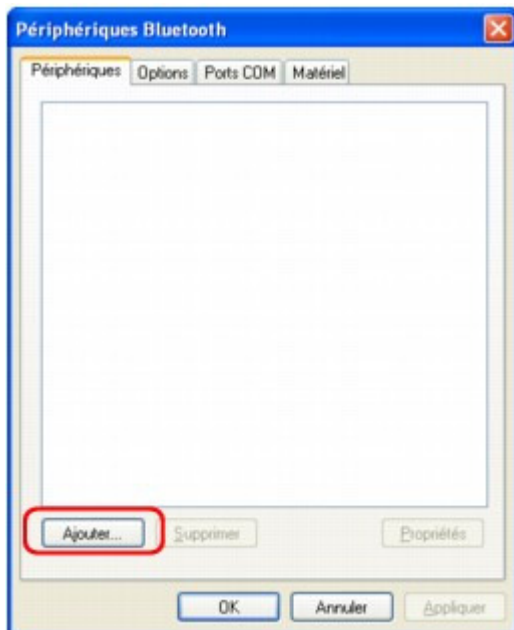 Périphériques Bluetooth
Périphériques Options Ports COM Matériel
Ajouter... Supprimer Propriétés
OK Annuler Appliquer